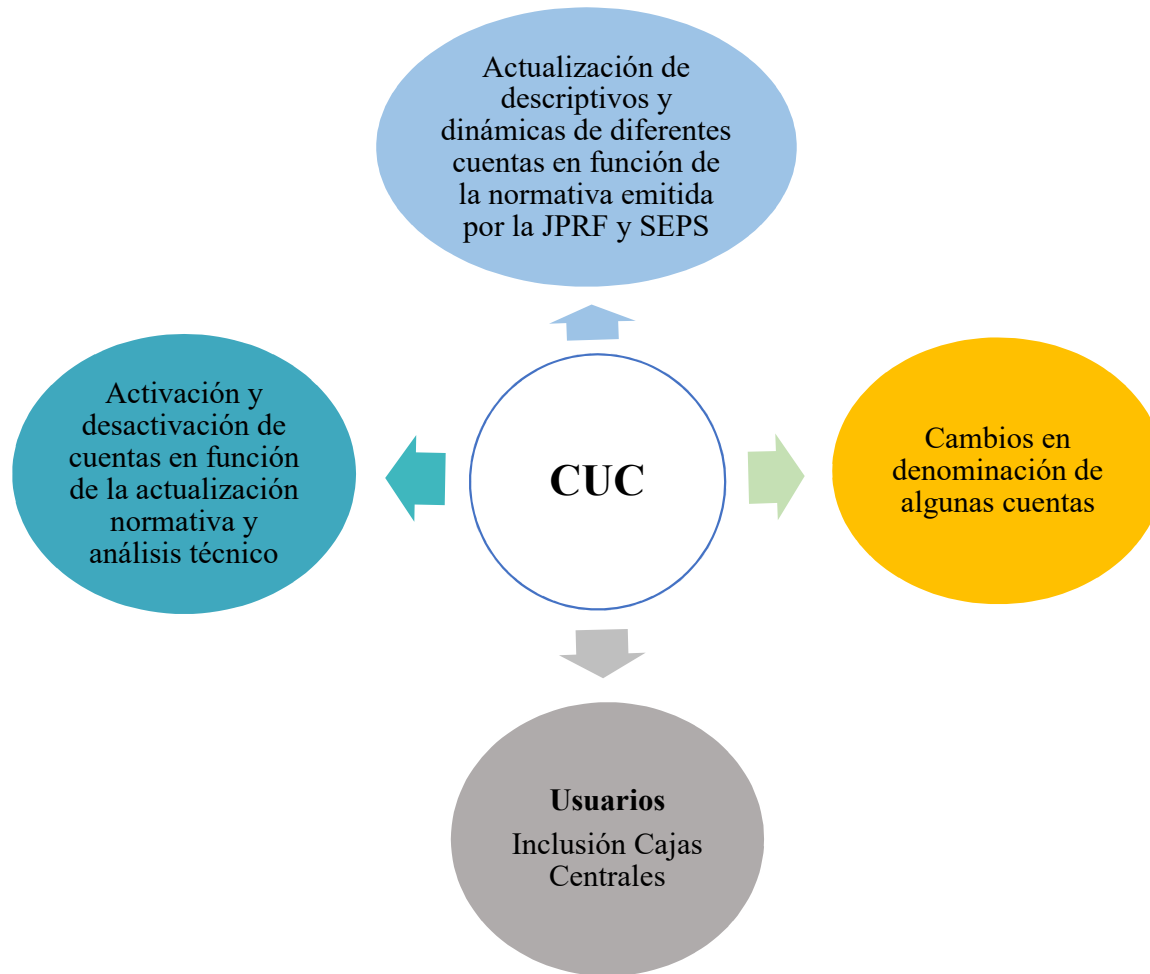 Actualización de
descriptivos y
dinámicas de diferentes
cuentas en función de
la normativa emitida
por la JPRF y SEPS
Activación y
desactivación de
cuentas en función
de la actualización
normativa y
análisis técnico
CUC
Cambios en
denominación de
algunas cuentas
Usuarios
Inclusión Cajas
Centrales